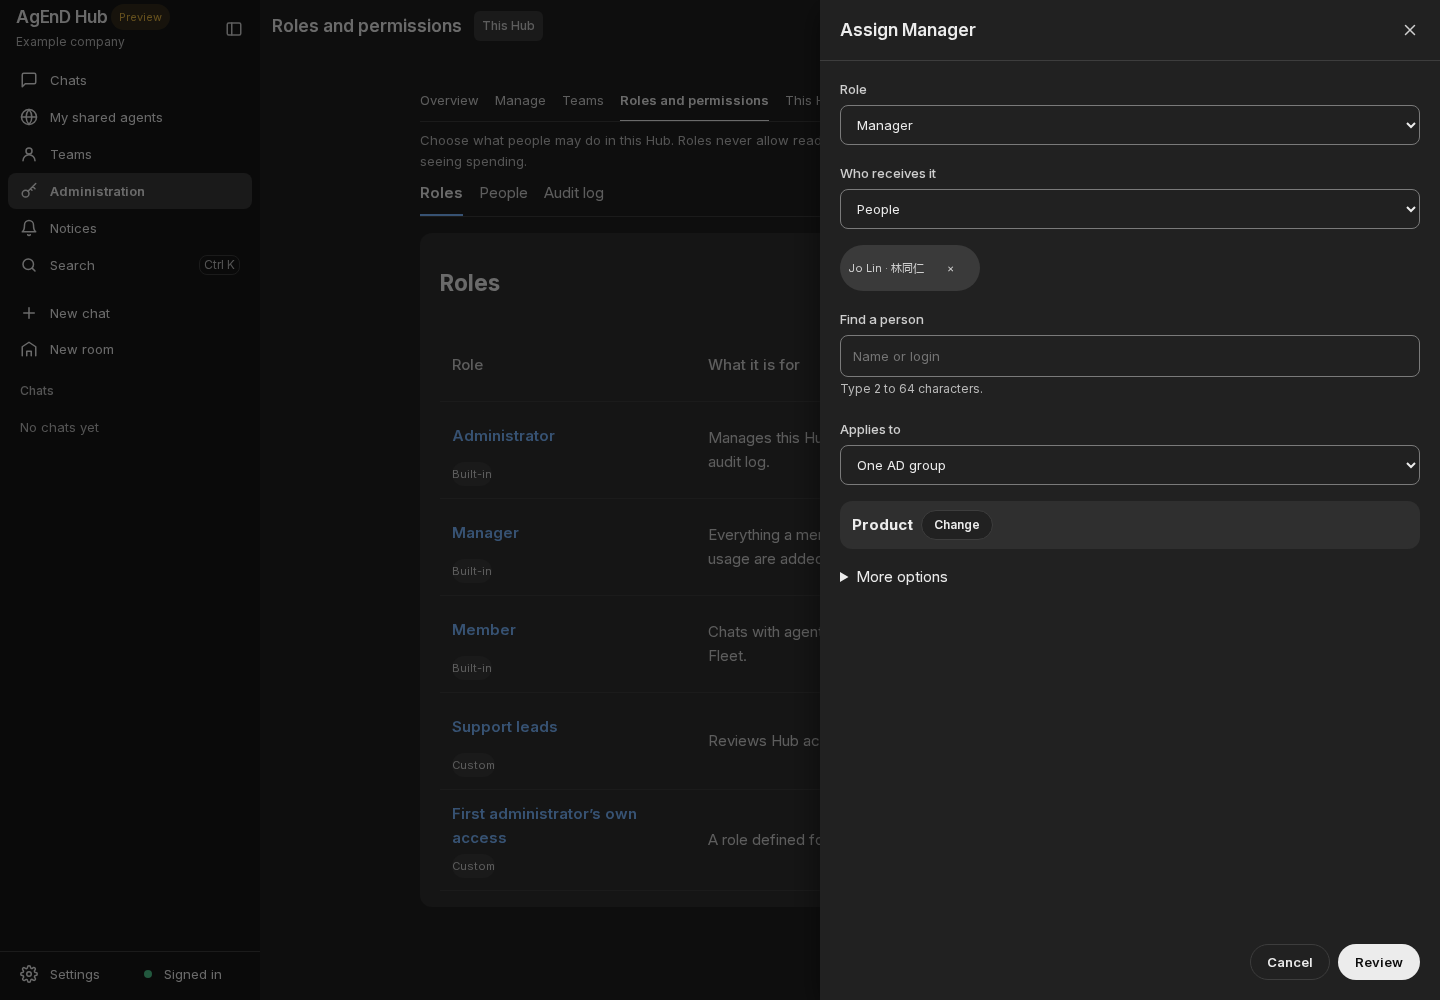 AgEnD Hub Preview
Example company
Chats
My shared agents
Teams
Administration
Notices
Search Ctrl K
New chat
New room
Chats
No chats yet
Settings
Signed in
Roles and permissions This Hub
Overview Manage Teams Roles and permissions This H
Choose what people may do in this Hub. Roles never allow read
seeing spending.
Roles People Audit log
Roles
Role What it is for
Administrator
Built-in
Manages this Hu
audit log.
Manager
Built-in
Everything a mem
usage are added
Member
Built-in
Chats with agent
Fleet.
Support leads
Custom
Reviews Hub ac
First administrator’s own
access
Custom
A role defined fo
Assign Manager
Role
Manager
Who receives it
People
Jo Lin · 林同仁 ×
Find a person
Name or login
Type 2 to 64 characters.
Applies to
One AD group
Product Change
More options
Cancel Review